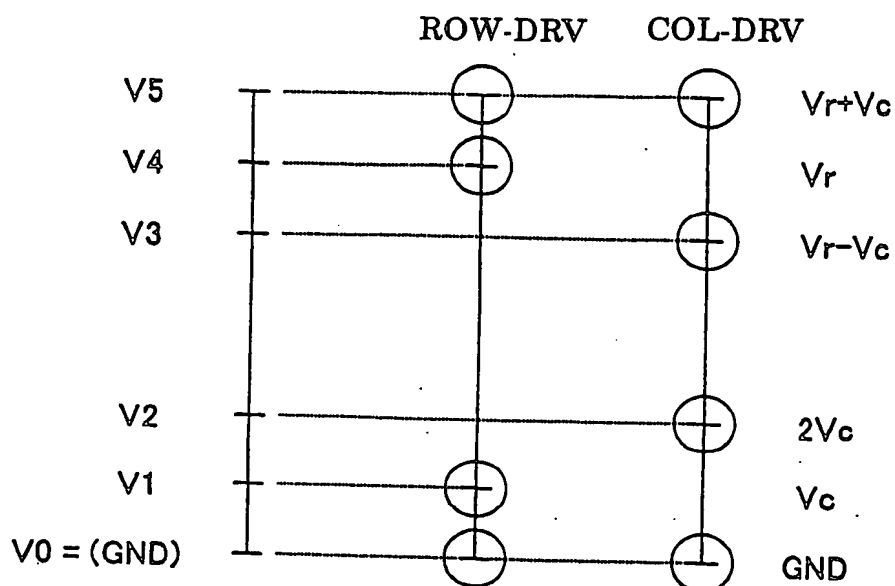 ROW-DRV COL-DRV
V5 Vr+Vc
V4 Vr
V3 Vr-Vc
V2 2Vc
V1 Vc
V0 = (GND) GND